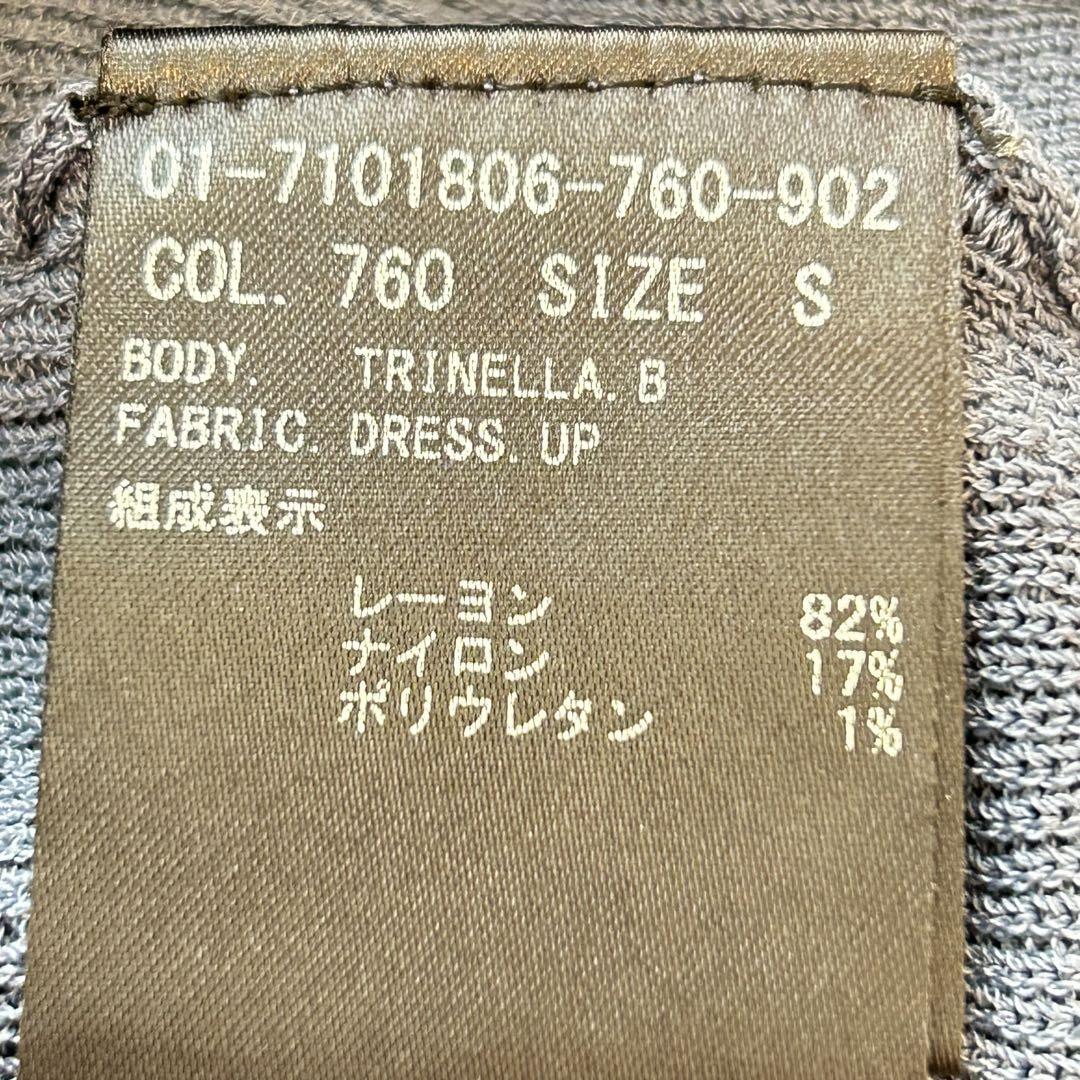 01-7101806-760-902
COL. 760 SIZE S
BODY. TRINELLA.B
FABRIC.DRESS.UP
組成表示
レーヨン 82%
ナイロン 17%
ポリウレタン 1%